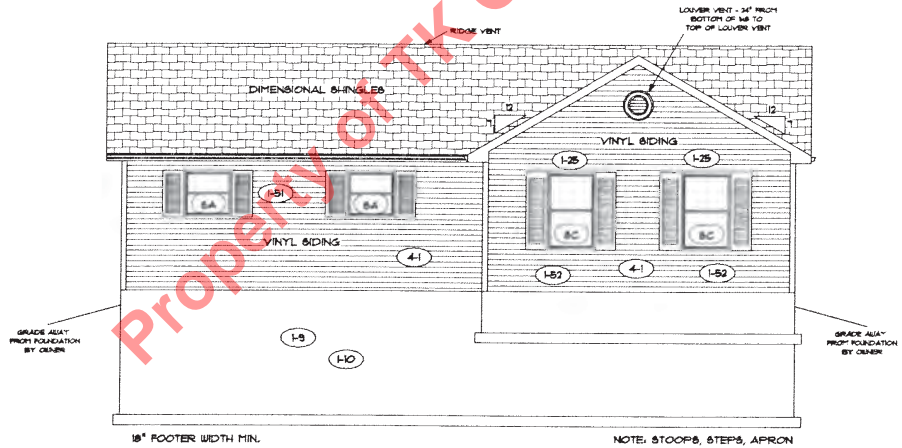 LOUVER VENT - 24" FROM
BOTTOM OF
TO
TOP OF LOUVER VENT
RIDGE VENT
DIMENSIONAL SHINGLES
12
12
7
7
VINYL SIDING
1-25
1-25
1-51
5A
5A
5C
5C
VINYL SIDING
4-1
1-52
4-1
1-52
GRADE AWAY
FROM FOUNDATION
BY OWNER
GRADE AWAY
FROM FOUNDATION
BY OWNER
1-9
1-10
18" FOOTER WIDTH MIN.
NOTE: STOOPS, STEPS, APRON
Property of TK